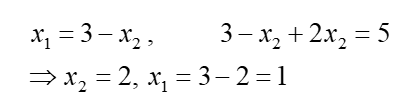 x₁ = 3 − x₂ , 3 − x₂ + 2x₂ = 5
⇒ x₂ = 2, x₁ = 3 − 2 = 1